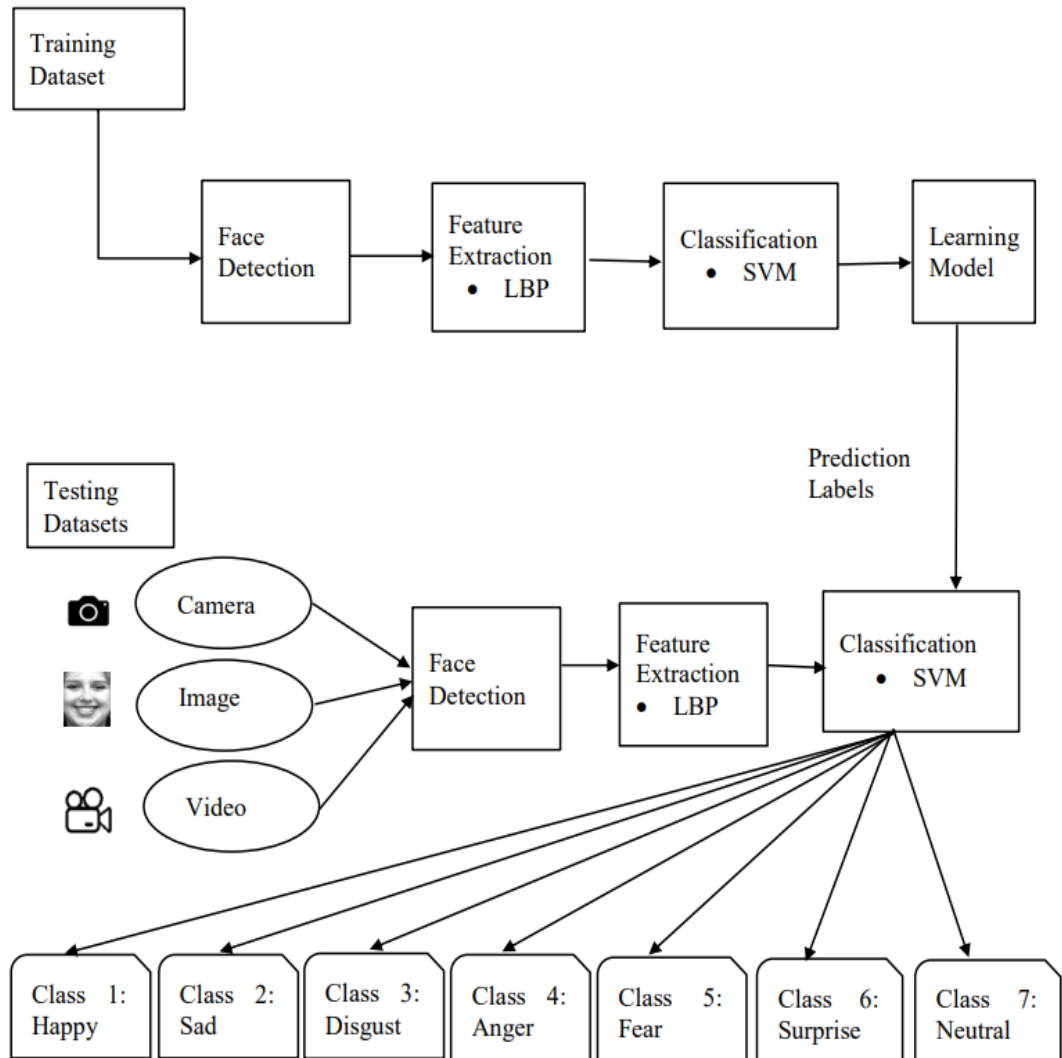 Training
Dataset
Face
Detection
Feature
Extraction
• LBP
Classification
• SVM
Learning
Model
Prediction
Labels
Testing
Datasets
Camera
Image
Video
Face
Detection
Feature
Extraction
• LBP
Classification
• SVM
Class 1:
Happy
Class 2:
Sad
Class 3:
Disgust
Class 4:
Anger
Class 5:
Fear
Class 6:
Surprise
Class 7:
Neutral